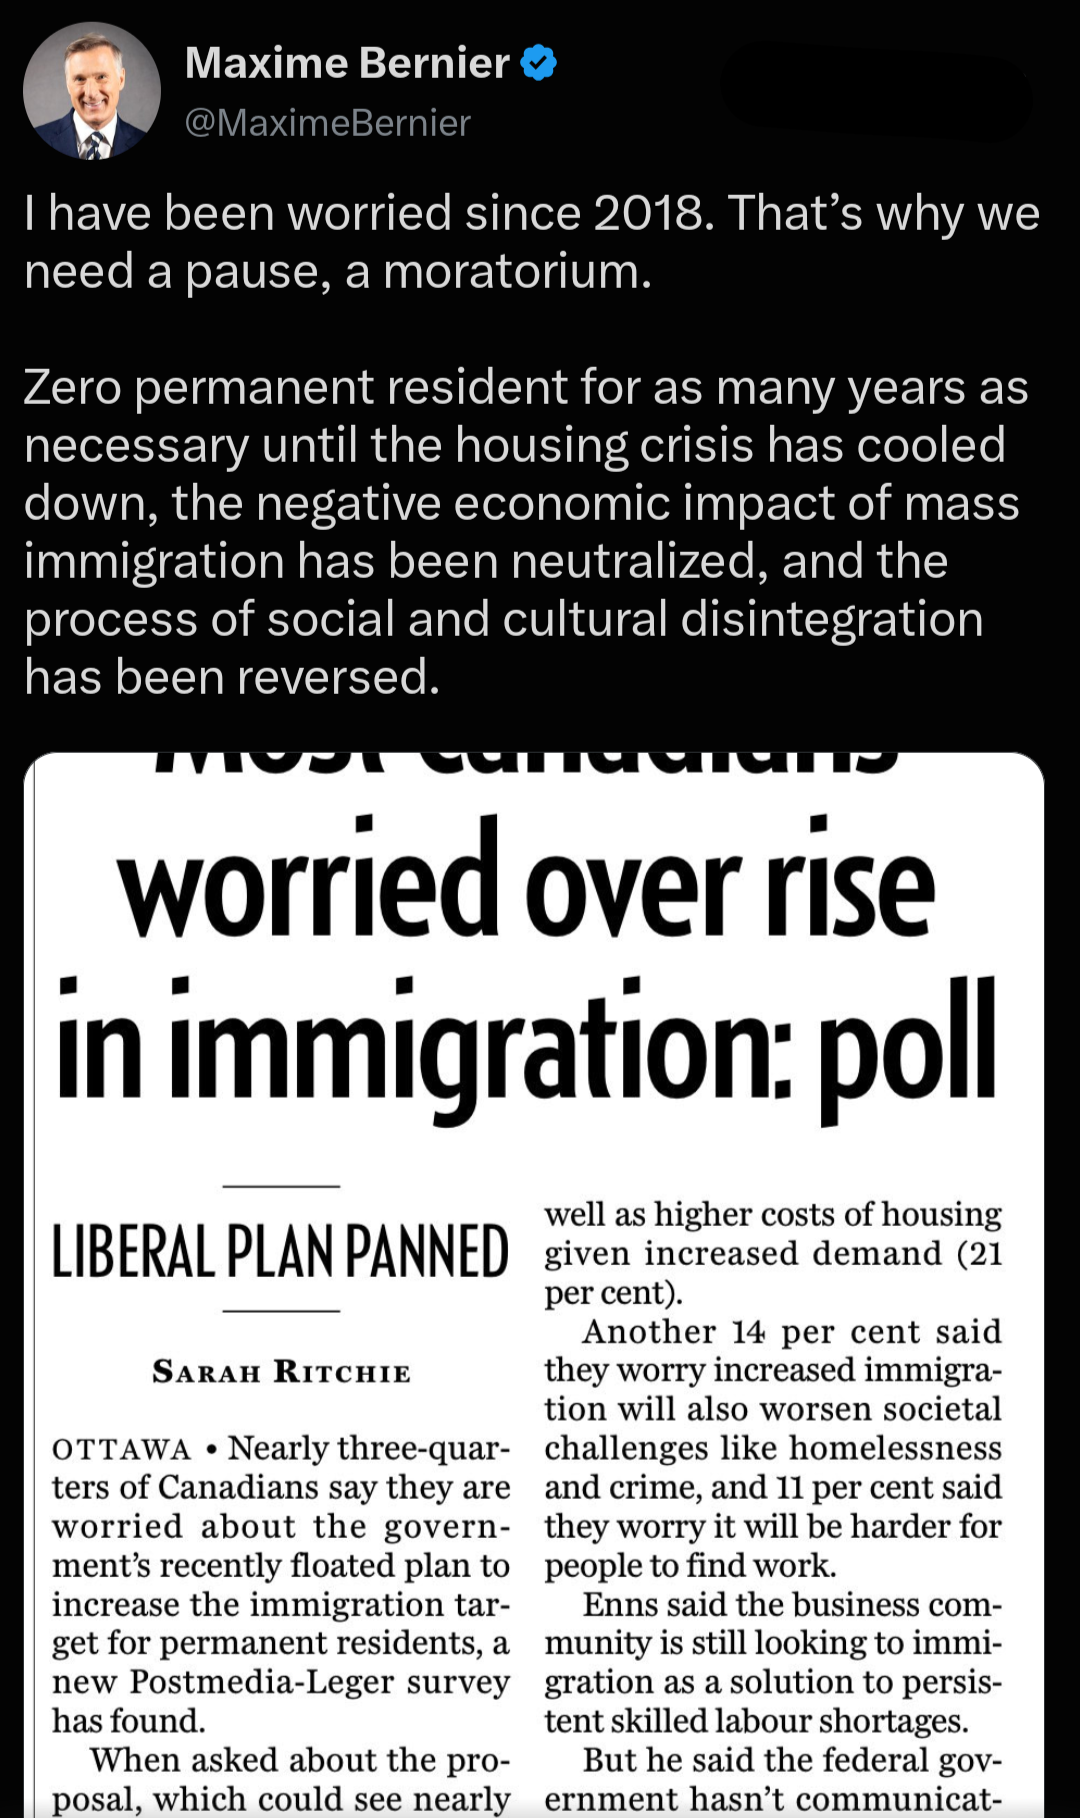 Maxime Bernier
@MaximeBernier
I have been worried since 2018. That's why we
need a pause, a moratorium.
Zero permanent resident for as many years as
necessary until the housing crisis has cooled
down, the negative economic impact of mass
immigration has been neutralized, and the
process of social and cultural disintegration
has been reversed.
Most Canadians
worried over rise
in immigration: poll
LIBERAL PLAN PANNED
SARAH RITCHIE
OTTAWA • Nearly three-quar-
ters of Canadians say they are
worried about the govern-
ment's recently floated plan to
increase the immigration tar-
get for permanent residents, a
new Postmedia-Leger survey
has found.
When asked about the pro-
posal, which could see nearly
well as higher costs of housing
given increased demand (21
per cent).
Another 14 per cent said
they worry increased immigra-
tion will also worsen societal
challenges like homelessness
and crime, and 11 per cent said
they worry it will be harder for
people to find work.
Enns said the business com-
munity is still looking to immi-
gration as a solution to persis-
tent skilled labour shortages.
But he said the federal gov-
ernment hasn't communicat-